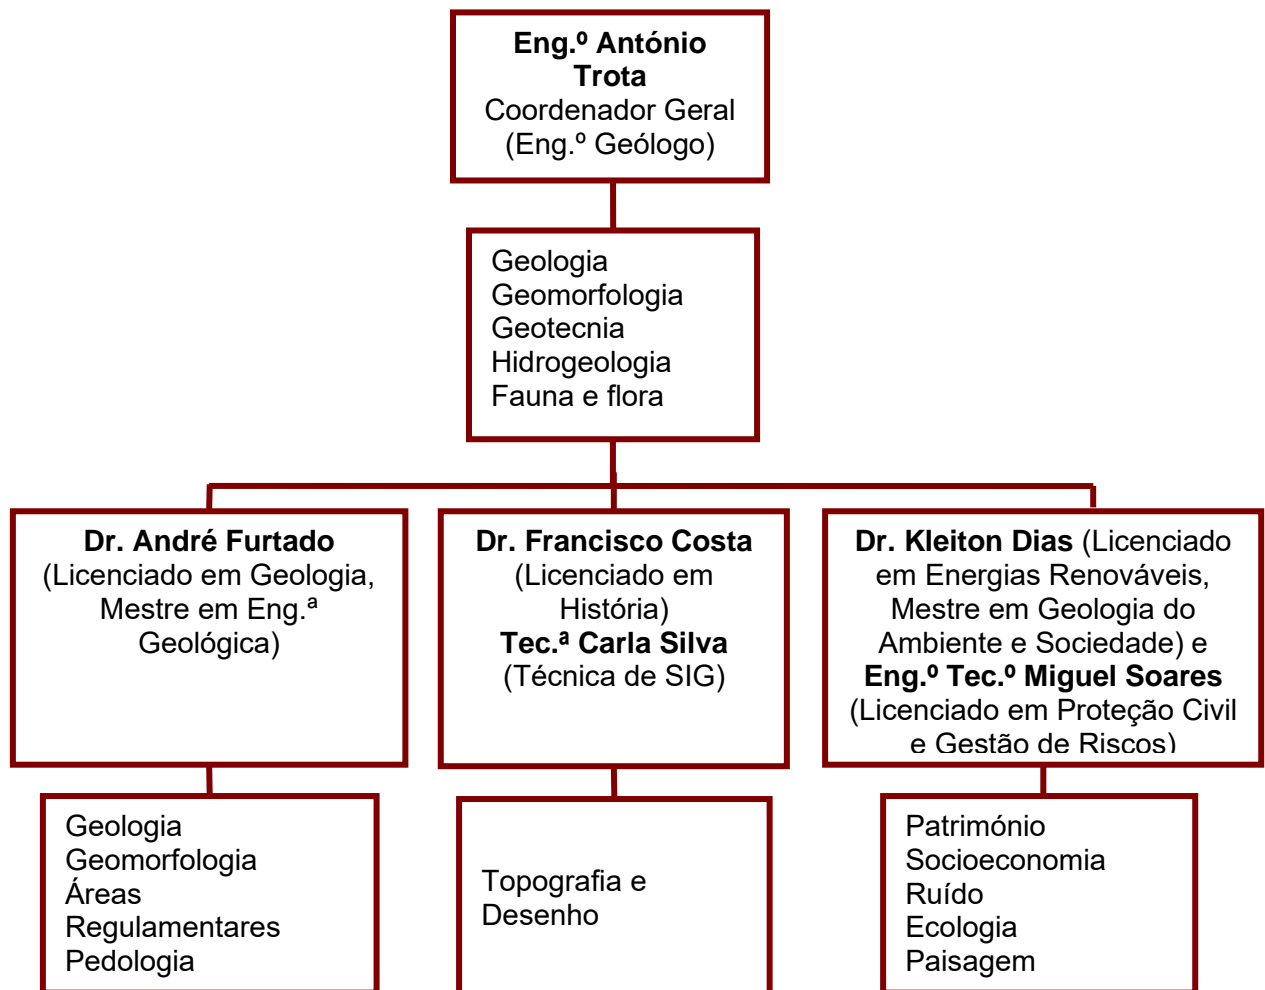 Eng.º António
Trota
Coordenador Geral
(Eng.º Geólogo)
Geologia
Geomorfologia
Geotecnia
Hidrogeologia
Fauna e flora
Dr. André Furtado
(Licenciado em Geologia,
Mestre em Eng.ª
Geológica)
Dr. Francisco Costa
(Licenciado em
História)
Tec.ª Carla Silva
(Técnica de SIG)
Dr. Kleiton Dias (Licenciado
em Energias Renováveis,
Mestre em Geologia do
Ambiente e Sociedade) e
Eng.º Tec.º Miguel Soares
(Licenciado em Proteção Civil
e Gestão de Riscos)
Geologia
Geomorfologia
Áreas
Regulamentares
Pedologia
Topografia e
Desenho
Património
Socioeconomia
Ruído
Ecologia
Paisagem